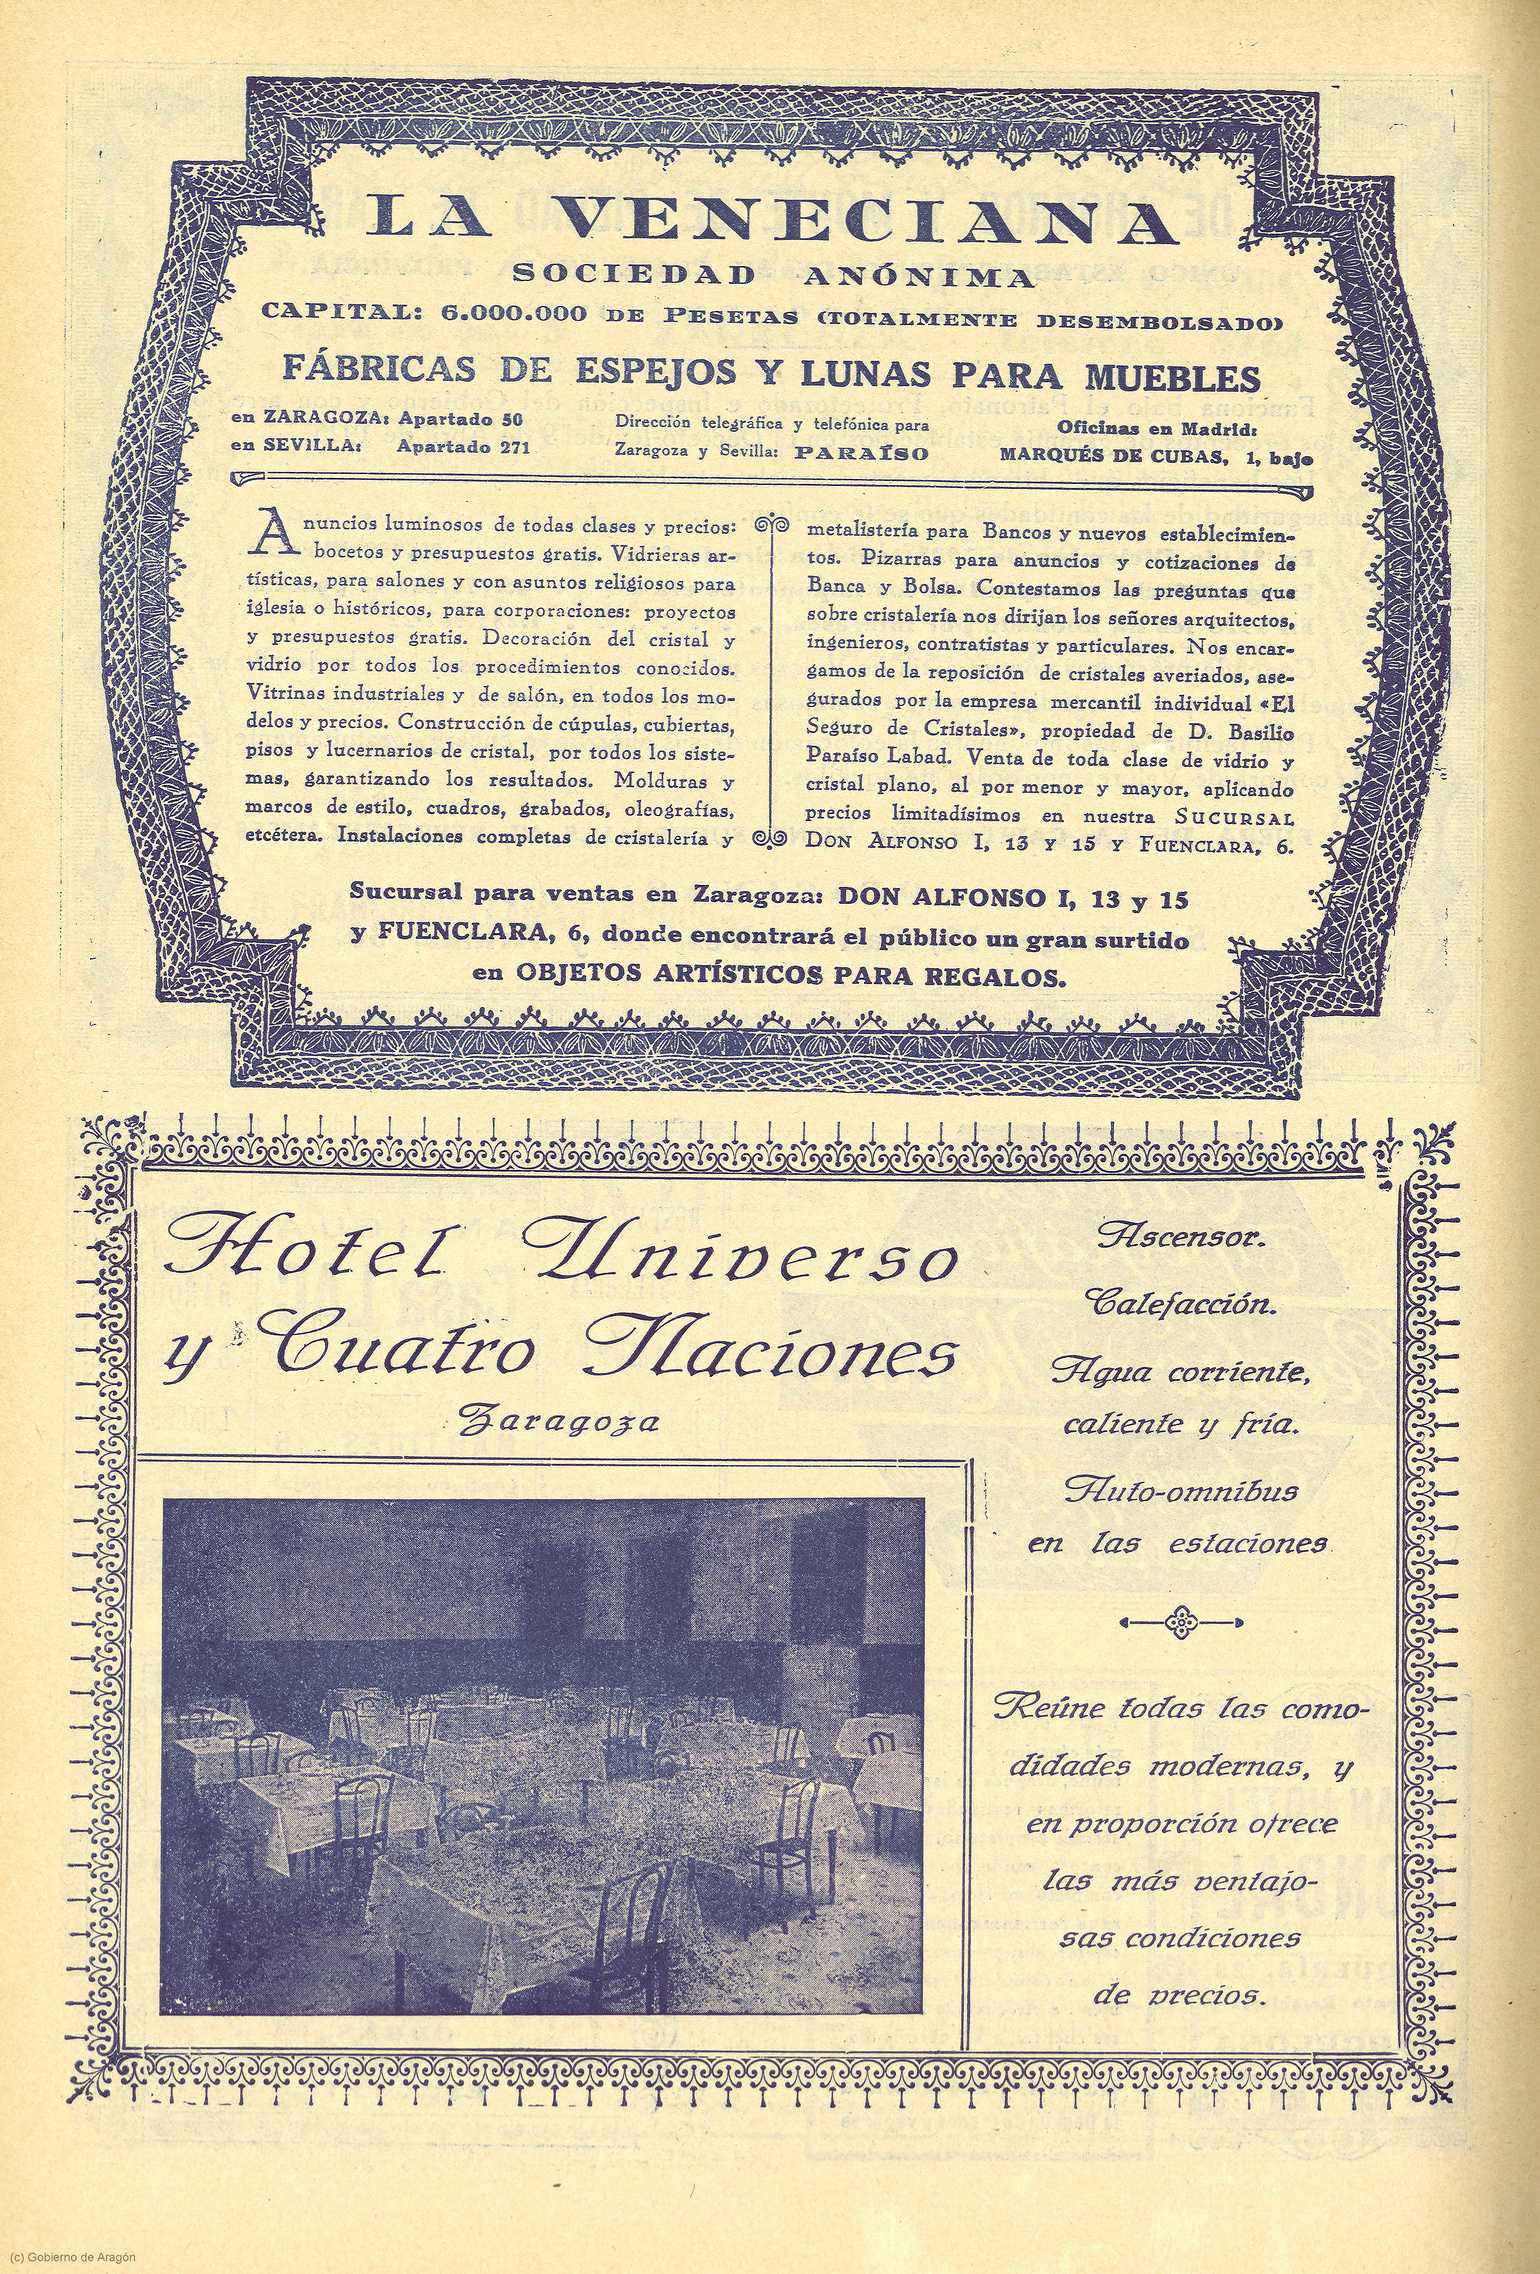 LA VENECIANA
SOCIEDAD ANÓNIMA
CAPITAL: 6.000.000 DE PESETAS (TOTALMENTE DESEMBOLSADO)
FÁBRICAS DE ESPEJOS Y LUNAS PARA MUEBLES
en ZARAGOZA: Apartado 50
en SEVILLA: Apartado 271
Dirección telegráfica y telefónica para
Zaragoza y Sevilla: PARAÍSO
Oficinas en Madrid:
MARQUÉS DE CUBAS, 1, bajo
Anuncios luminosos de todas clases y precios:
bocetos y presupuestos gratis. Vidrieras ar-
tísticas, para salones y con asuntos religiosos para
iglesia o históricos, para corporaciones: proyectos
y presupuestos gratis. Decoración del cristal y
vidrio por todos los procedimientos conocidos.
Vitrinas industriales y de salón, en todos los mo-
delos y precios. Construcción de cúpulas, cubiertas,
pisos y lucernarios de cristal, por todos los siste-
mas, garantizando los resultados. Molduras y
marcos de estilo, cuadros, grabados, oleografías,
etcétera. Instalaciones completas de cristalería y
metalistería para Bancos y nuevos establecimien-
tos. Pizarras para anuncios y cotizaciones de
Banca y Bolsa. Contestamos las preguntas que
sobre cristalería nos dirijan los señores arquitectos,
ingenieros, contratistas y particulares. Nos encar-
gamos de la reposición de cristales averiados, ase-
gurados por la empresa mercantil individual «El
Seguro de Cristales», propiedad de D. Basilio
Paraíso Labad. Venta de toda clase de vidrio y
cristal plano, al por menor y mayor, aplicando
precios limitadísimos en nuestra SUCURSAL
DON ALFONSO I, 13 Y 15 Y FUENCLARA, 6.
Sucursal para ventas en Zaragoza: DON ALFONSO I, 13 y 15
y FUENCLARA, 6, donde encontrará el público un gran surtido
en OBJETOS ARTÍSTICOS PARA REGALOS.
Hotel Universo
y Cuatro Naciones
Zaragoza
Ascensor.
Calefacción.
Agua corriente,
caliente y fría.
Auto-omnibus
en las estaciones
Reúne todas las como-
didades modernas, y
en proporción ofrece
las más ventajo-
sas condiciones
de precios.
(c) Gobierno de Aragón